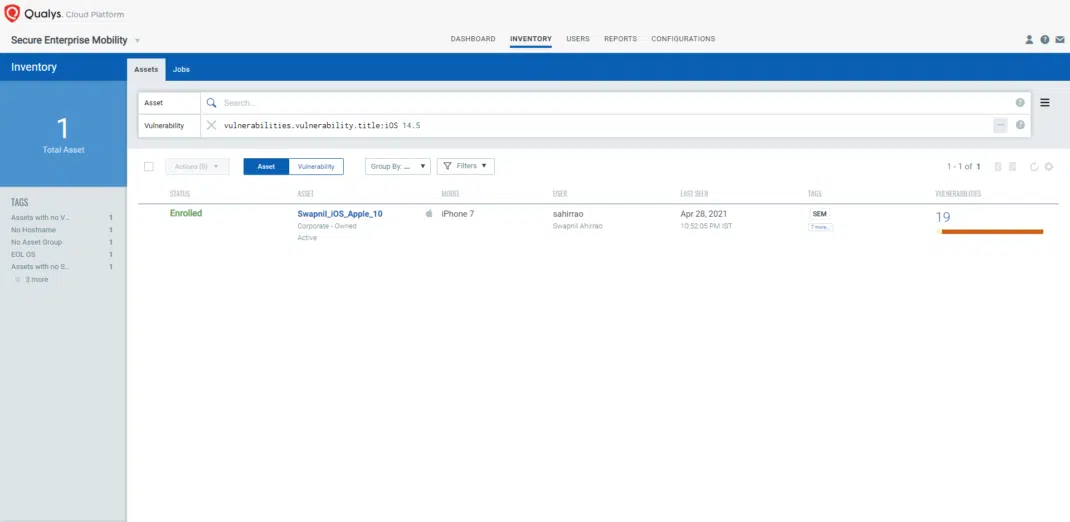 Qualys. Cloud Platform
Secure Enterprise Mobility
DASHBOARD INVENTORY USERS REPORTS CONFIGURATIONS
Inventory
Assets Jobs
1
Total Asset
Asset Search...
Vulnerability vulnerabilities.vulnerability.title:iOS 14.5
Actions (0) Asset Vulnerability Group By: ... Filters 1 - 1 of 1
TAGS
Assets with no V... 1
No Hostname 1
No Asset Group 1
EOL OS 1
Assets with no S... 1
3 more
STATUS ASSET MODEL USER LAST SEEN TAGS VULNERABILITIES
Enrolled Swapnil_iOS_Apple_10 iPhone 7 sahirrao Apr 28, 2021 SEM 19
Corporate - Owned Swapnil Ahirrao 10:52:05 PM IST 7 more..
Active